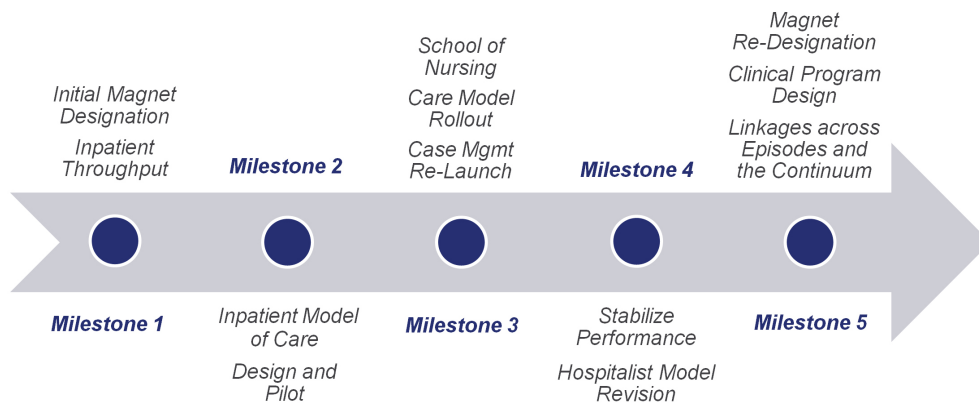 Initial Magnet
Designation
Inpatient
Throughput
Milestone 1
Milestone 2
Inpatient Model
of Care
Design and
Pilot
School of
Nursing
Care Model
Rollout
Case Mgmt
Re-Launch
Milestone 3
Milestone 4
Stabilize
Performance
Hospitalist Model
Revision
Magnet
Re-Designation
Clinical Program
Design
Linkages across
Episodes and
the Continuum
Milestone 5